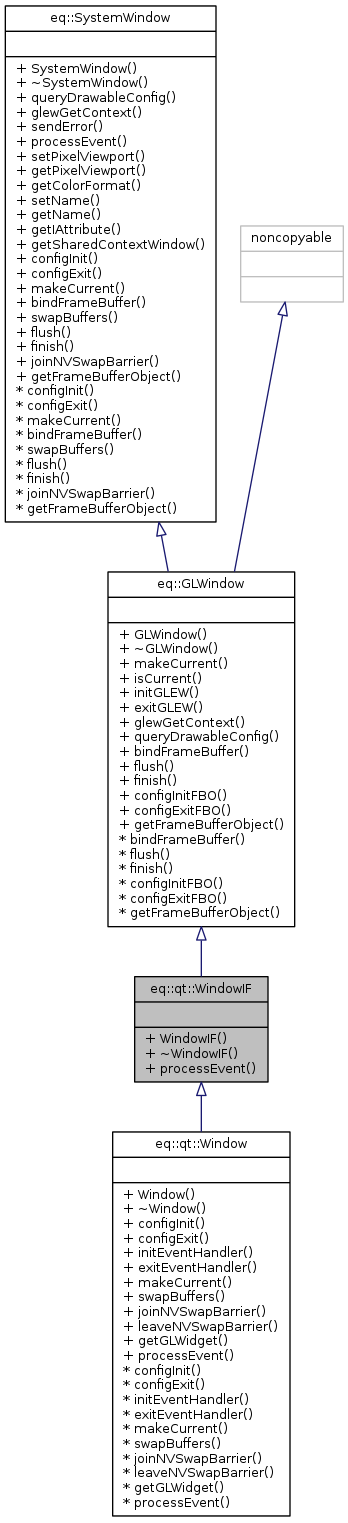 eq::SystemWindow
+ SystemWindow()
+ ~SystemWindow()
+ queryDrawableConfig()
+ glewGetContext()
+ sendError()
+ processEvent()
+ setPixelViewport()
+ getPixelViewport()
+ getColorFormat()
+ setName()
+ getName()
+ getIAttribute()
+ getSharedContextWindow()
+ configInit()
+ configExit()
+ makeCurrent()
+ bindFrameBuffer()
+ swapBuffers()
+ flush()
+ finish()
+ joinNVSwapBarrier()
+ getFrameBufferObject()
* configInit()
* configExit()
* makeCurrent()
* bindFrameBuffer()
* swapBuffers()
* flush()
* finish()
* joinNVSwapBarrier()
* getFrameBufferObject()
noncopyable
eq::GLWindow
+ GLWindow()
+ ~GLWindow()
+ makeCurrent()
+ isCurrent()
+ initGLEW()
+ exitGLEW()
+ glewGetContext()
+ queryDrawableConfig()
+ bindFrameBuffer()
+ flush()
+ finish()
+ configInitFBO()
+ configExitFBO()
+ getFrameBufferObject()
* bindFrameBuffer()
* flush()
* finish()
* configInitFBO()
* configExitFBO()
* getFrameBufferObject()
eq::qt::WindowIF
+ WindowIF()
+ ~WindowIF()
+ processEvent()
eq::qt::Window
+ Window()
+ ~Window()
+ configInit()
+ configExit()
+ initEventHandler()
+ exitEventHandler()
+ makeCurrent()
+ swapBuffers()
+ joinNVSwapBarrier()
+ leaveNVSwapBarrier()
+ getGLWidget()
+ processEvent()
* configInit()
* configExit()
* initEventHandler()
* exitEventHandler()
* makeCurrent()
* swapBuffers()
* joinNVSwapBarrier()
* leaveNVSwapBarrier()
* getGLWidget()
* processEvent()